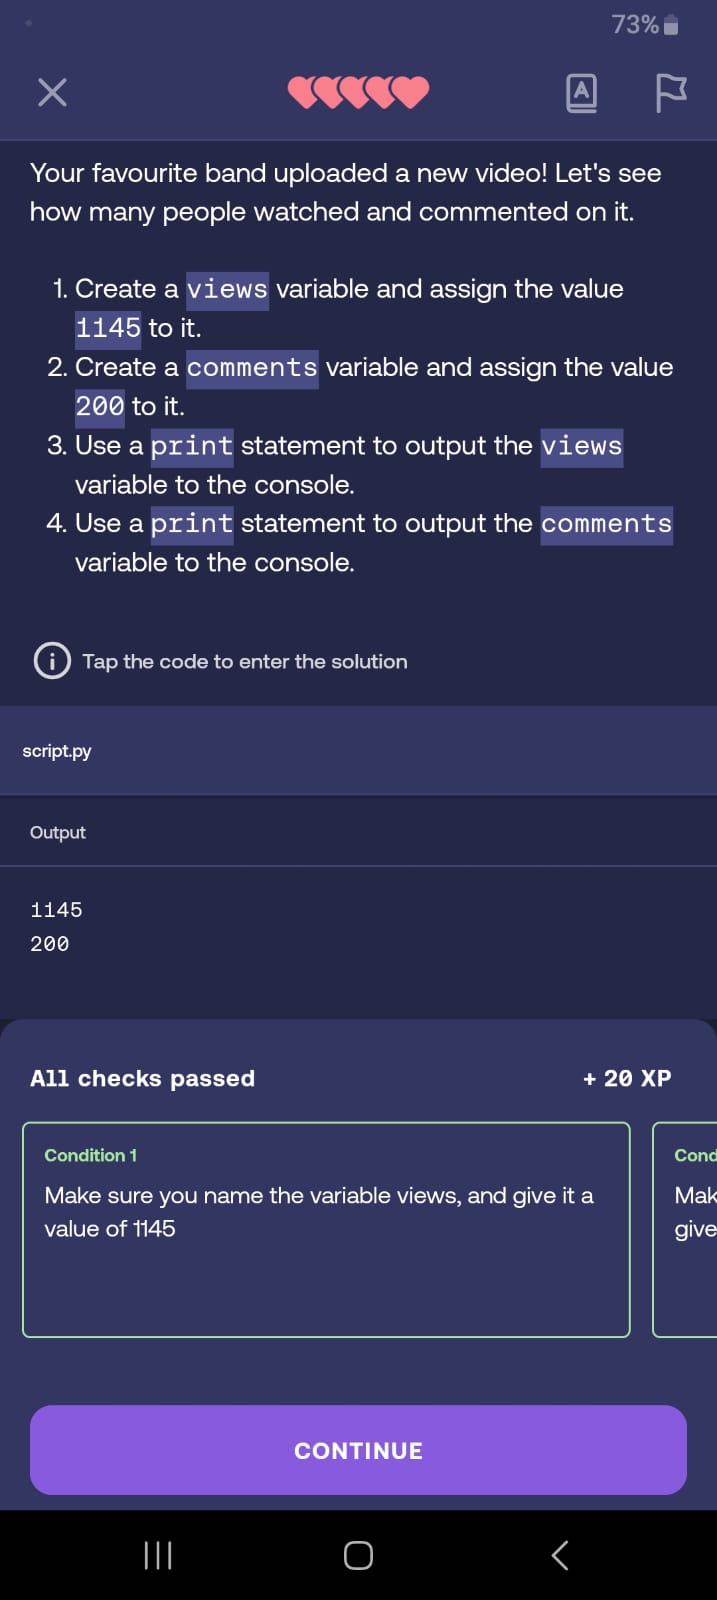 73%
Your favourite band uploaded a new video! Let's see
how many people watched and commented on it.
1. Create a views variable and assign the value
1145 to it.
2. Create a comments variable and assign the value
200 to it.
3. Use a print statement to output the views
variable to the console.
4. Use a print statement to output the comments
variable to the console.
Tap the code to enter the solution
script.py
Output
1145
200
All checks passed + 20 XP
Condition 1
Make sure you name the variable views, and give it a
value of 1145
Cond
Mak
give
CONTINUE